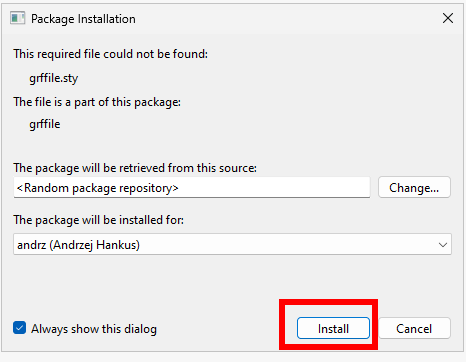 Package Installation
This required file could not be found:
grffile.sty
The file is a part of this package:
grffile
The package will be retrieved from this source:
<Random package repository>
Change...
The package will be installed for:
andrz (Andrzej Hankus)
Always show this dialog
Install
Cancel